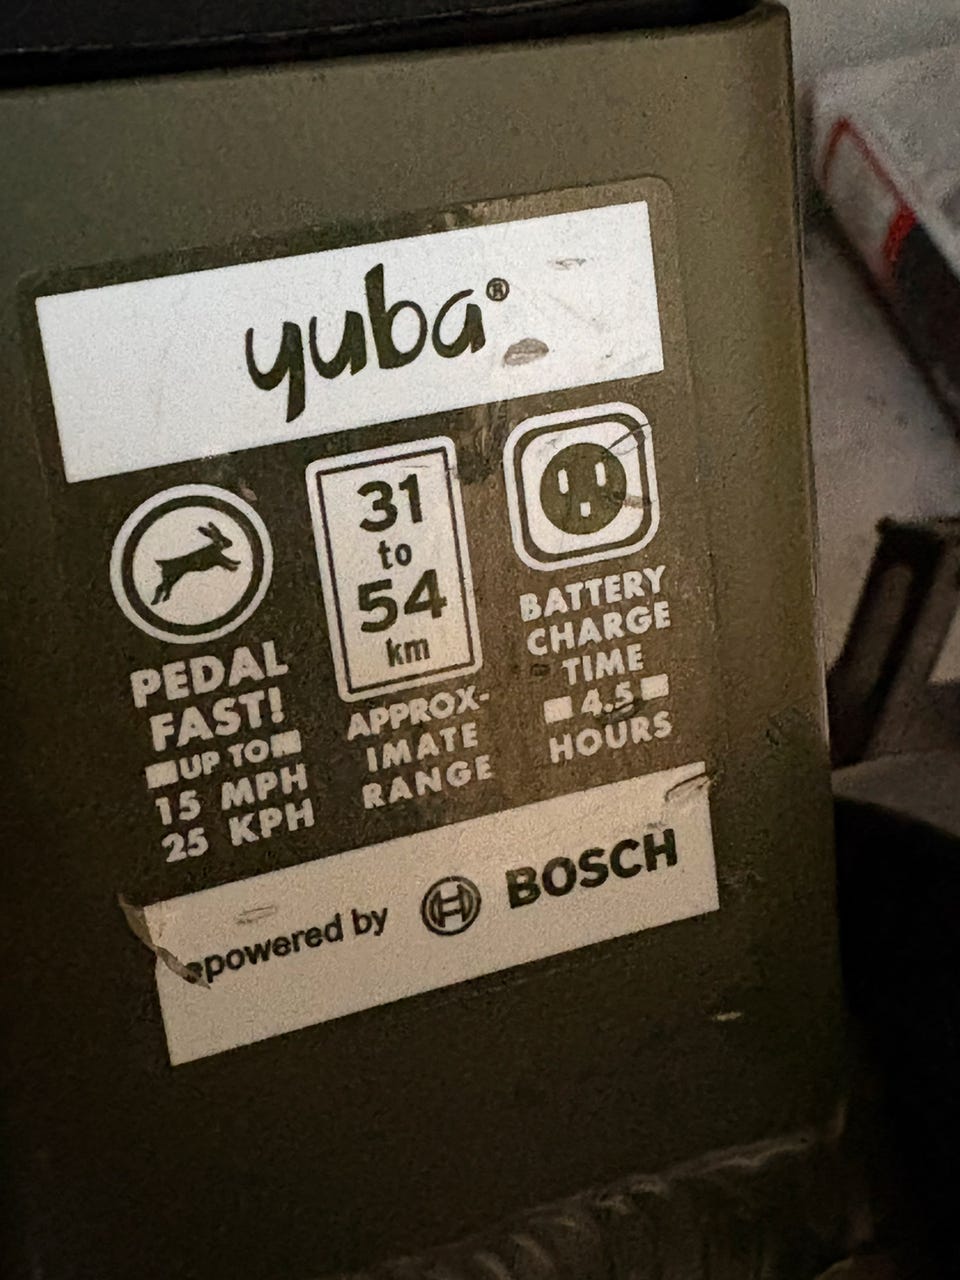 yuba®
31
to
54
km
PEDAL
FAST!
UP TO
15 MPH
25 KPH
APPROX-
IMATE
RANGE
BATTERY
CHARGE
TIME
4.5
HOURS
epowered by BOSCH